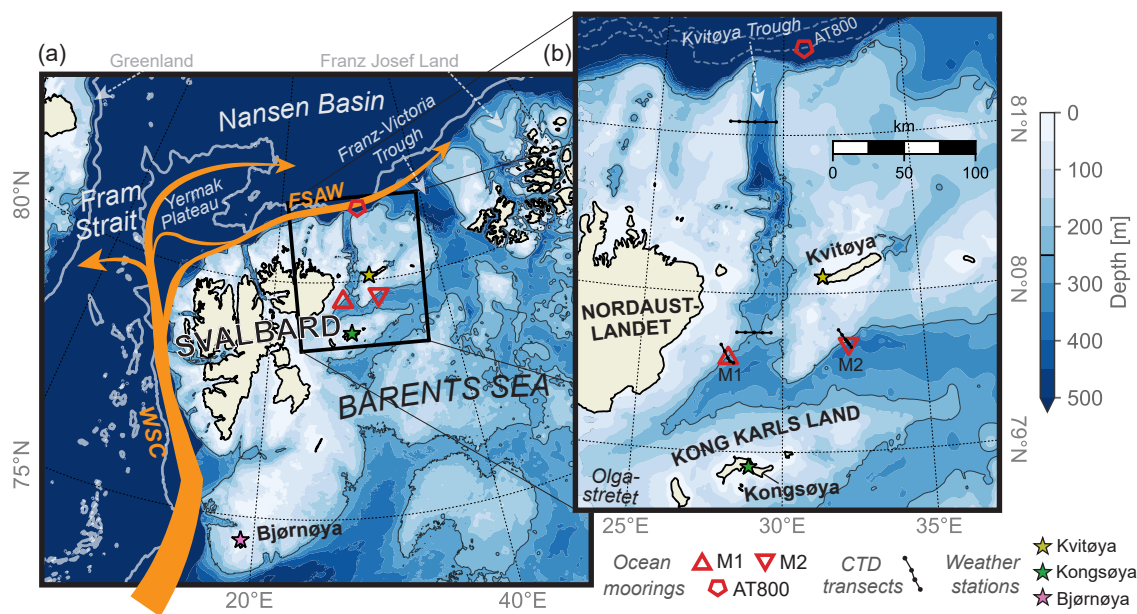 (a)
Greenland
Franz Josef Land
(b)
Nansen Basin
Franz-Victoria
Trough
80°N
Fram
Strait
Yermak
Plateau
FSAW
SVALBARD
BARENTS SEA
WSC
75°N
Bjørnøya
20°E
40°E
Kvitøya Trough
AT800
81°N
km
0
50
100
Kvitøya
80°N
NORDAUST-
LANDET
M1
M2
KONG KARLS LAND
79°N
Olga-
stretet
Kongsøya
25°E
30°E
35°E
0
100
200
300
400
500
Depth [m]
Ocean
moorings
M1
M2
AT800
CTD
transects
Weather
stations
Kvitøya
Kongsøya
Bjørnøya